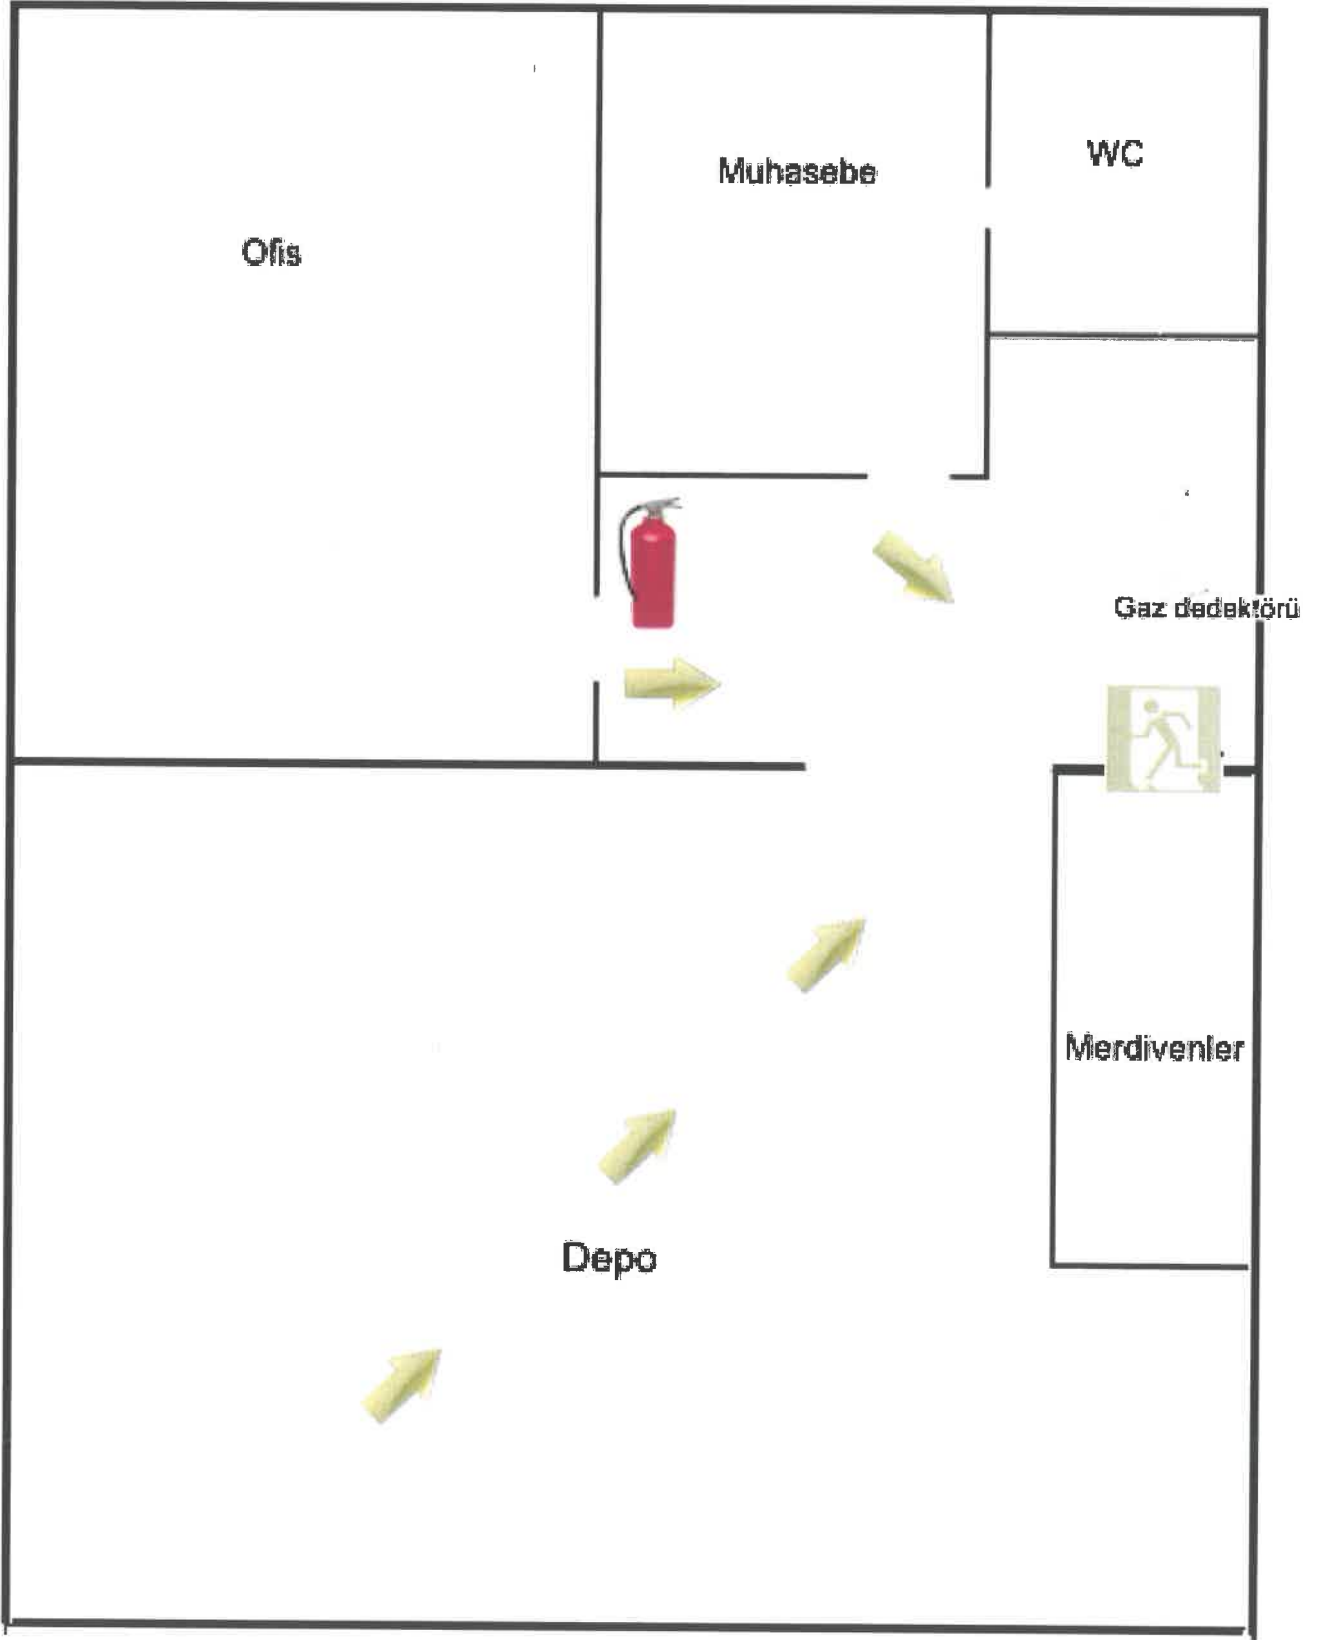 WC
Muhasebe
Ofis
Gaz dedektörü
Merdivenler
Depo